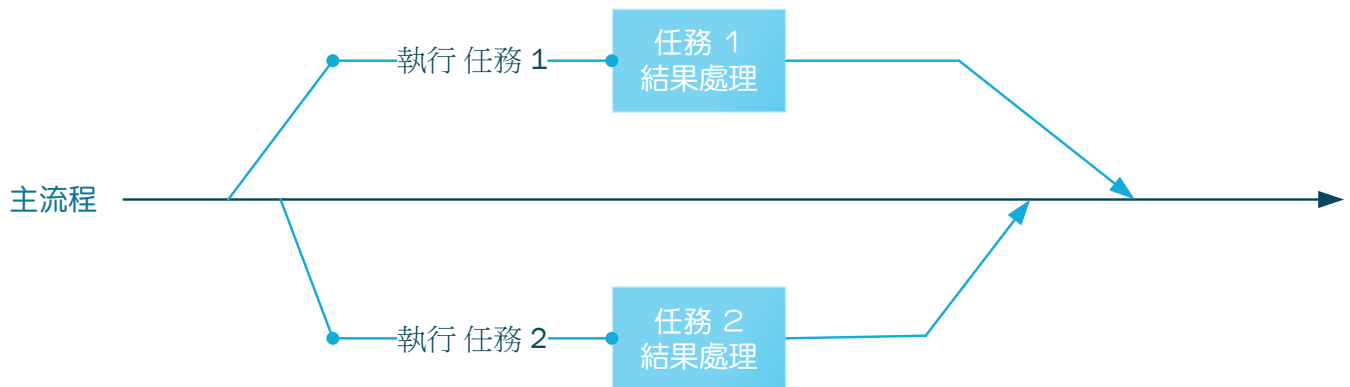 執行 任務 1
任務 1
結果處理
主流程
執行 任務 2
任務 2
結果處理